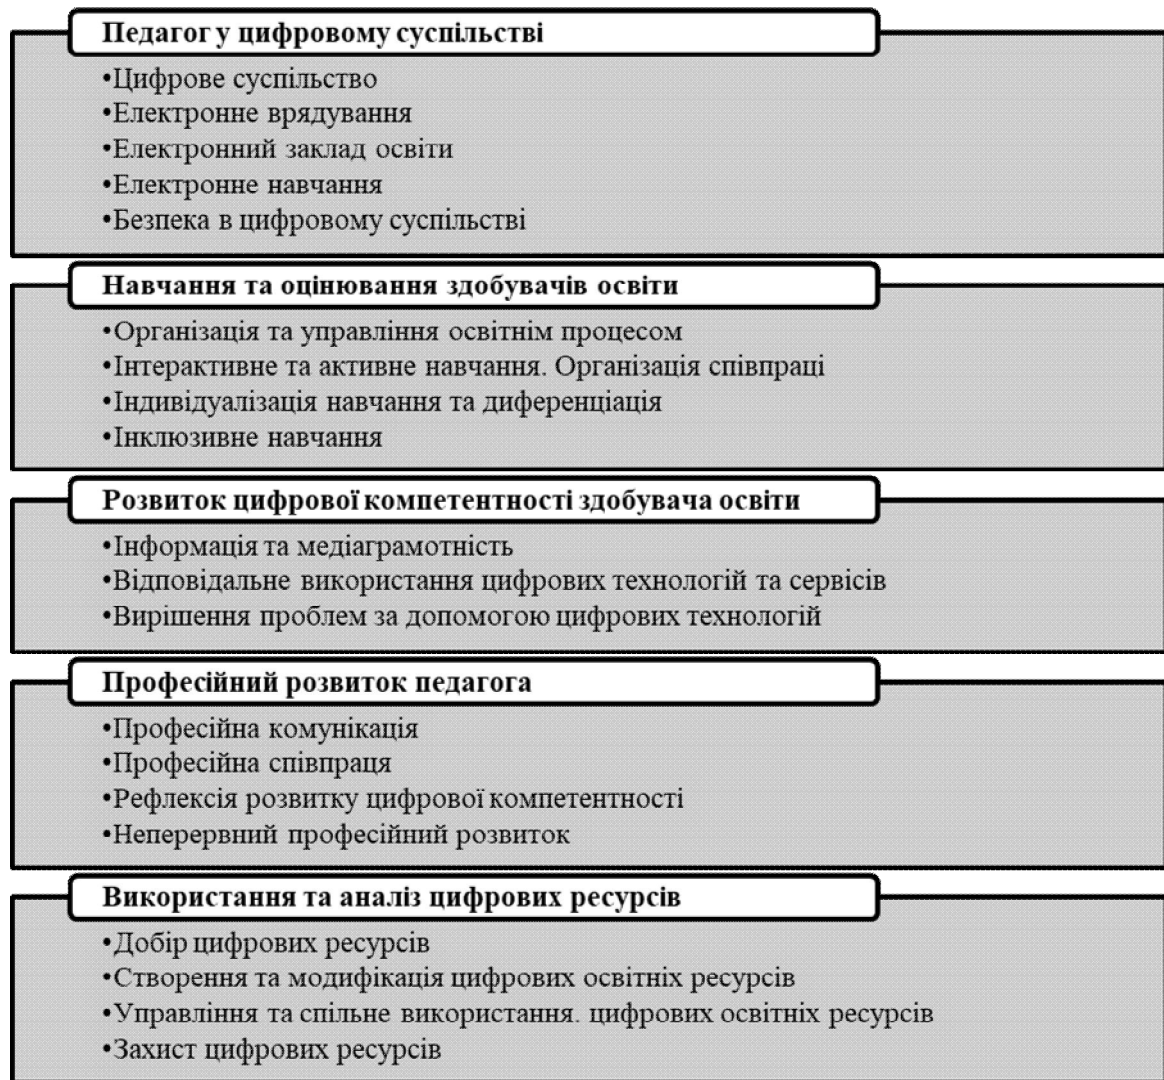 Педагог у цифровому суспільстві
•Цифрове суспільство
•Електронне врядування
•Електронний заклад освіти
•Електронне навчання
•Безпека в цифровому суспільстві
Навчання та оцінювання здобувачів освіти
•Організація та управління освітнім процесом
•Інтерактивне та активне навчання. Організація співпраці
•Індивідуалізація навчання та диференціація
•Інклюзивне навчання
Розвиток цифрової компетентності здобувача освіти
•Інформація та медіаграмотність
•Відповідальне використання цифрових технологій та сервісів
•Вирішення проблем за допомогою цифрових технологій
Професійний розвиток педагога
•Професійна комунікація
•Професійна співпраця
•Рефлексія розвитку цифрової компетентності
•Неперервний професійний розвиток
Використання та аналіз цифрових ресурсів
•Добір цифрових ресурсів
•Створення та модифікація цифрових освітніх ресурсів
•Управління та спільне використання. цифрових освітніх ресурсів
•Захист цифрових ресурсів